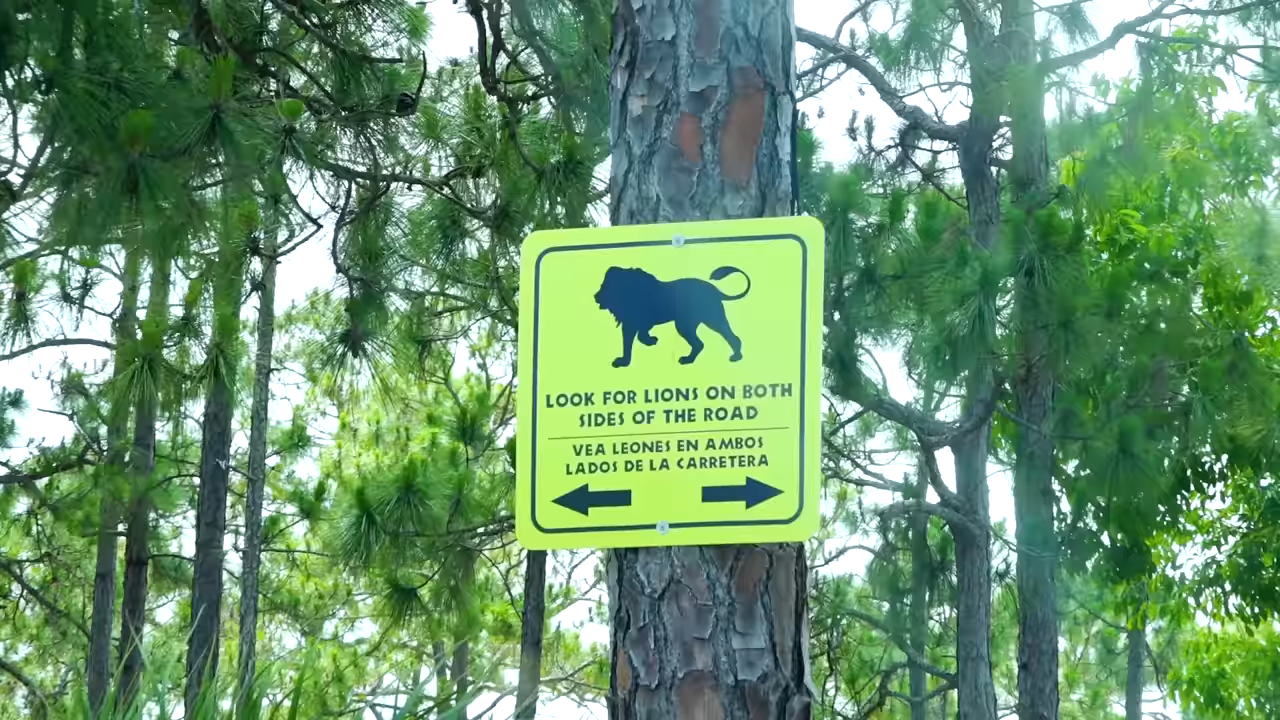 LOOK FOR LIONS ON BOTH
SIDES OF THE ROAD
VEA LEONES EN AMBOS
LADOS DE LA CARRETERA